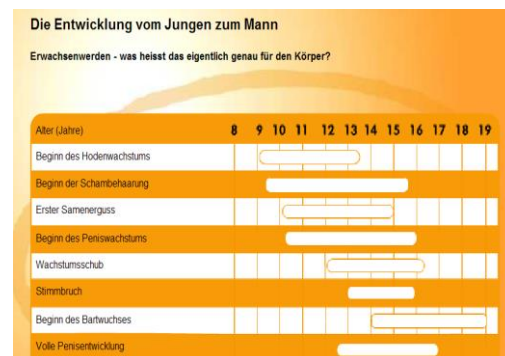 Die Entwicklung vom Jungen zum Mann
Erwachsenwerden - was heisst das eigentlich genau für den Körper?
Alter (Jahre) 8 9 10 11 12 13 14 15 16 17 18 19
Beginn des Hodenwachstums
Beginn der Schambehaarung
Erster Samenerguss
Beginn des Peniswachstums
Wachstumsschub
Stimmbruch
Beginn des Bartwuchses
Volle Penisentwicklung